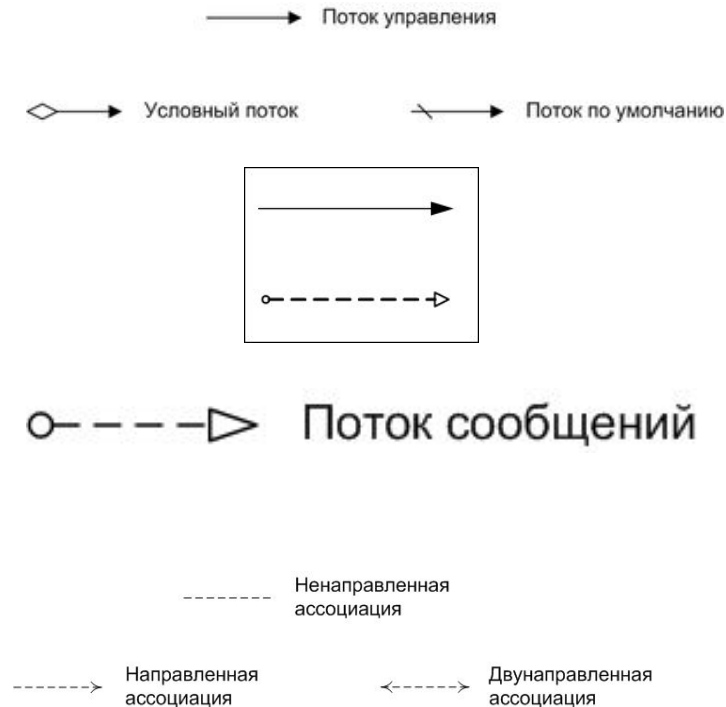 Поток управления
Условный поток
Поток по умолчанию
Поток сообщений
Ненаправленная
ассоциация
Направленная
ассоциация
Двунаправленная
ассоциация